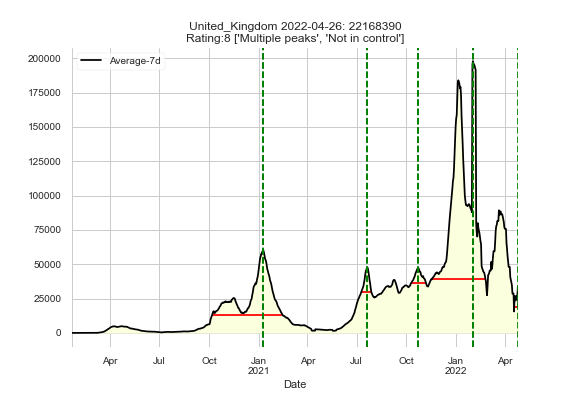 United_Kingdom 2022-04-26: 22168390
Rating:8 ['Multiple peaks', 'Not in control']
Average-7d
200000
175000
150000
125000
100000
75000
50000
25000
0
Apr Jul Oct Jan Apr Jul Oct Jan Apr
2021 2022
Date